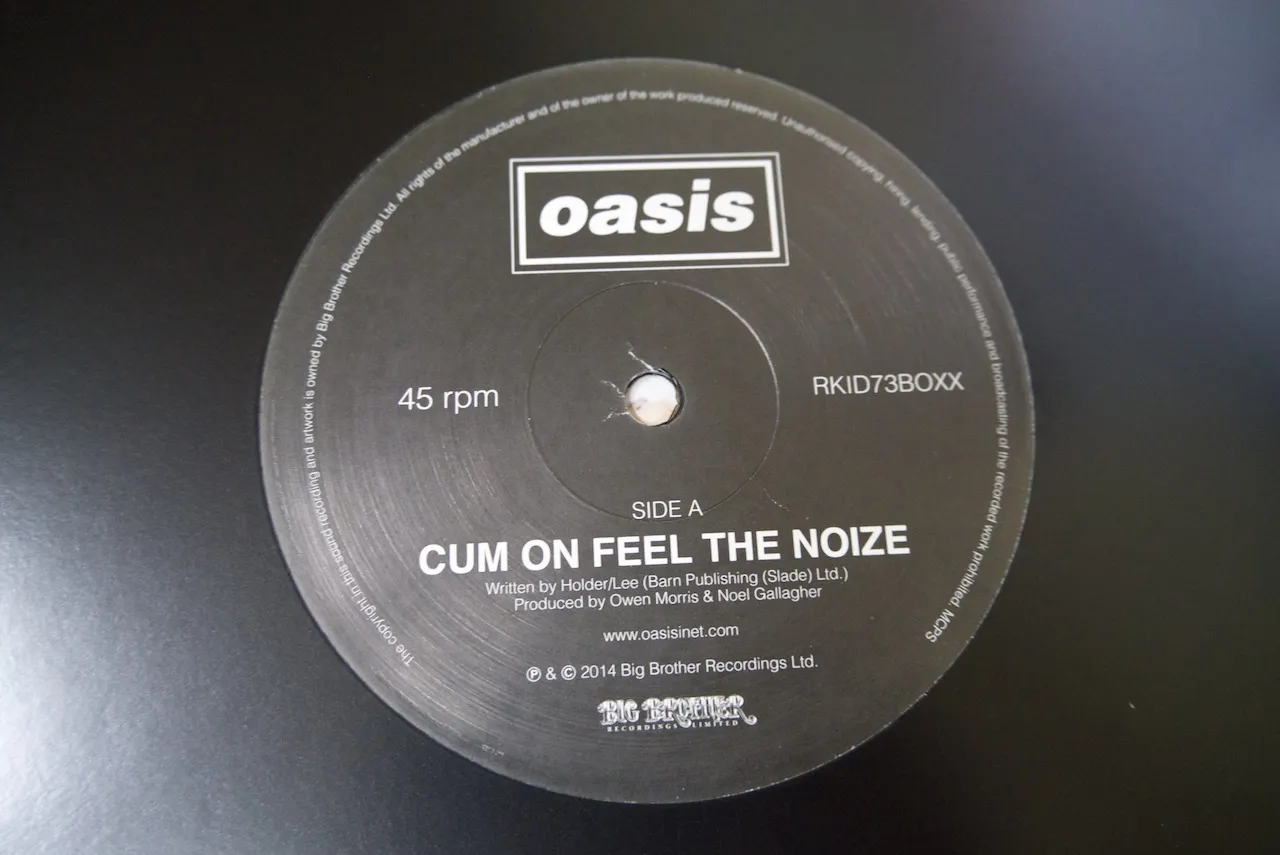 The copyright in this sound recording and artwork is owned by Big Brother Recordings Ltd. All rights of the manufacturer and of the owner of the work produced reserved. Unauthorised copying, hiring, lending, public performance and broadcasting of the recorded work prohibited. MCPS
oasis
45 rpm
RKID73BOXX
SIDE A
CUM ON FEEL THE NOIZE
Written by Holder/Lee (Barn Publishing (Slade) Ltd.)
Produced by Owen Morris & Noel Gallagher
www.oasisinet.com
℗ & © 2014 Big Brother Recordings Ltd.
BIG BROTHER
RECORDINGS LIMITED